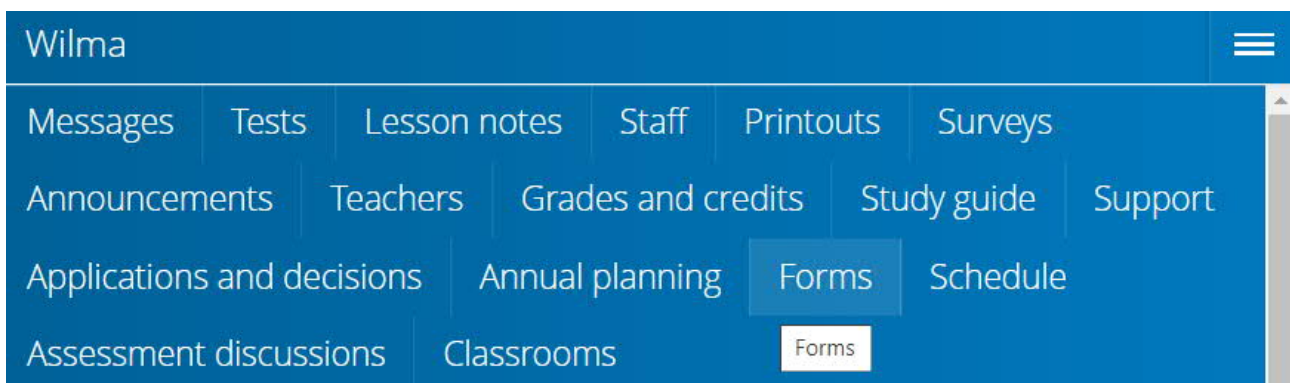 Wilma
Messages Tests Lesson notes Staff Printouts Surveys
Announcements Teachers Grades and credits Study guide Support
Applications and decisions Annual planning Forms Schedule
Assessment discussions Classrooms Forms